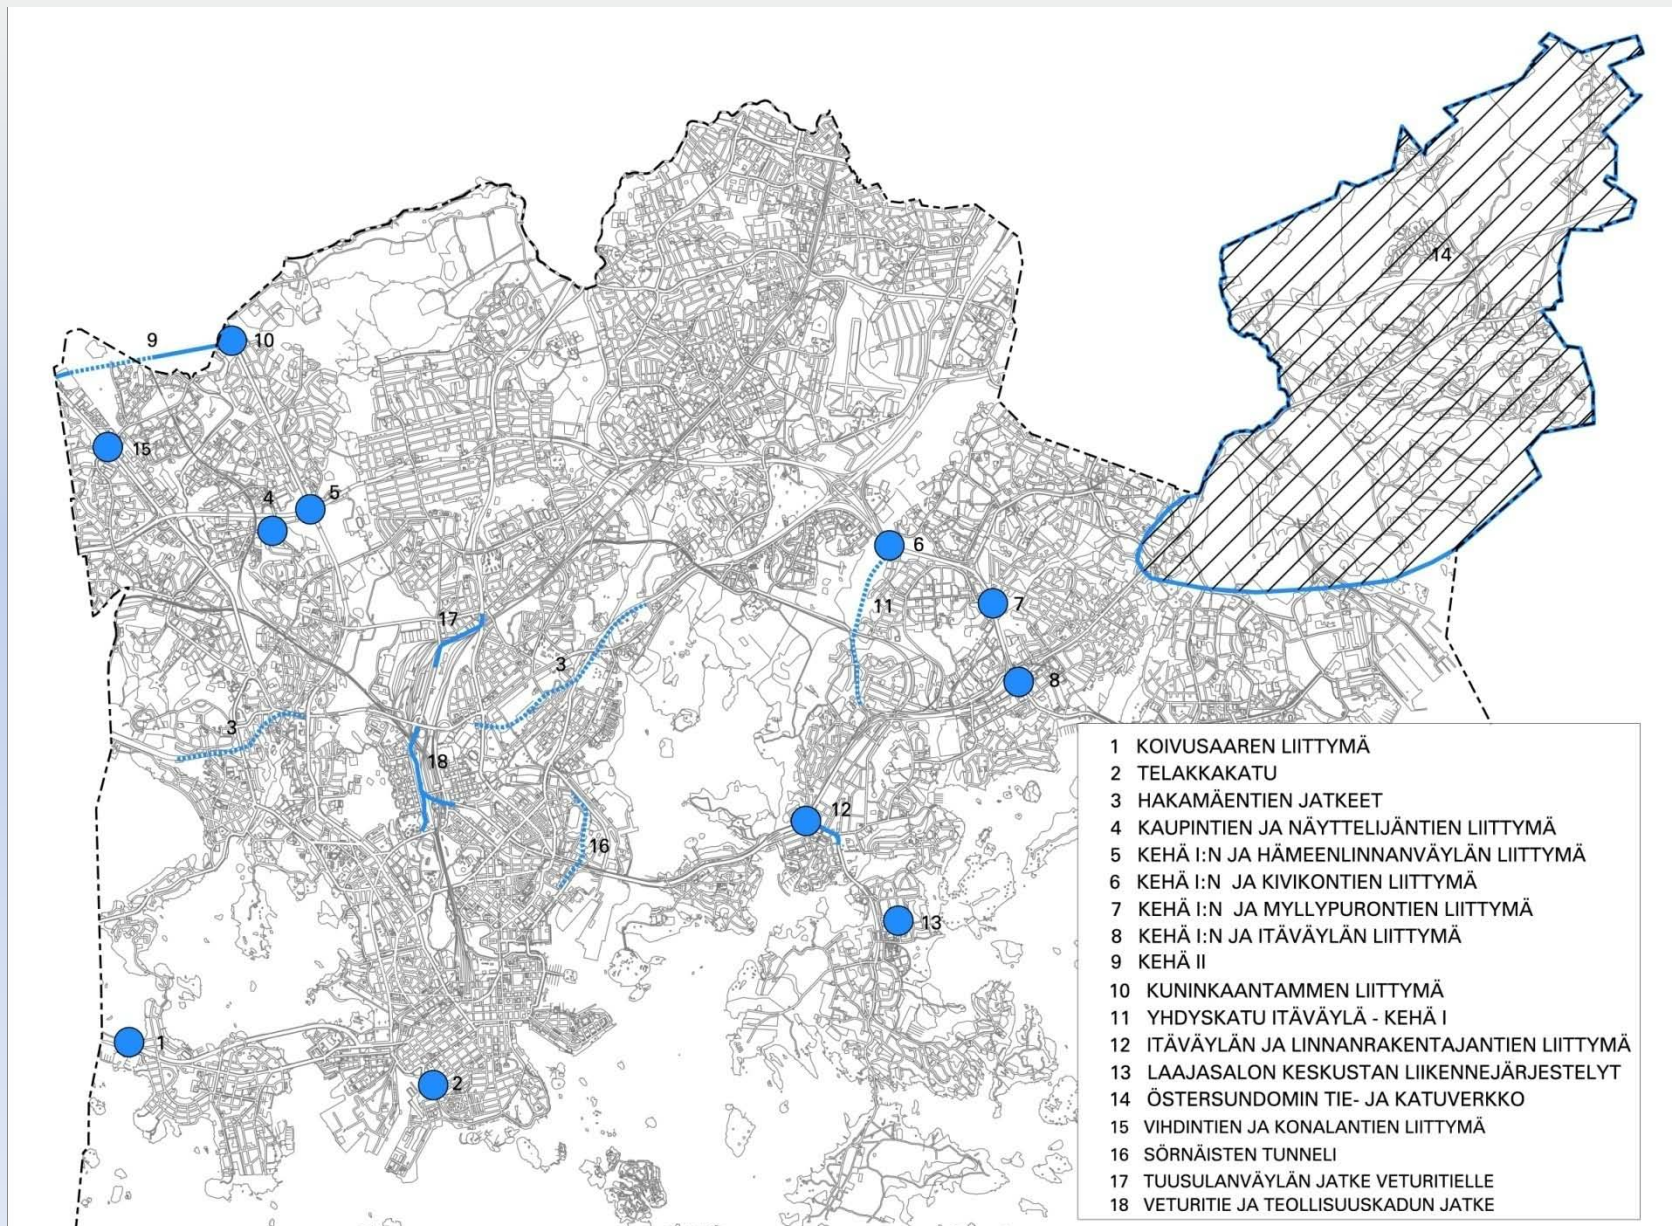 14
9
10
15
4
5
6
11
7
17
3
8
3
18
12
16
13
1
2
1 KOIVUSAAREN LIITTYMÄ
2 TELAKKAKATU
3 HAKAMÄENTIEN JATKEET
4 KAUPINTIEN JA NÄYTTELIJÄNTIEN LIITTYMÄ
5 KEHÄ I:N JA HÄMEENLINNANVÄYLÄN LIITTYMÄ
6 KEHÄ I:N JA KIVIKONTIEN LIITTYMÄ
7 KEHÄ I:N JA MYLLYPURONTIEN LIITTYMÄ
8 KEHÄ I:N JA ITÄVÄYLÄN LIITTYMÄ
9 KEHÄ II
10 KUNINKAANTAMMEN LIITTYMÄ
11 YHDYSKATU ITÄVÄYLÄ - KEHÄ I
12 ITÄVÄYLÄN JA LINNANRAKENTAJANTIEN LIITTYMÄ
13 LAAJASALON KESKUSTAN LIIKENNEJÄRJESTELYT
14 ÖSTERSUNDOMIN TIE- JA KATUVERKKO
15 VIHDINTIEN JA KONALANTIEN LIITTYMÄ
16 SÖRNÄISTEN TUNNELI
17 TUUSULANVÄYLÄN JATKE VETURITIELLE
18 VETURITIE JA TEOLLISUUSKADUN JATKE